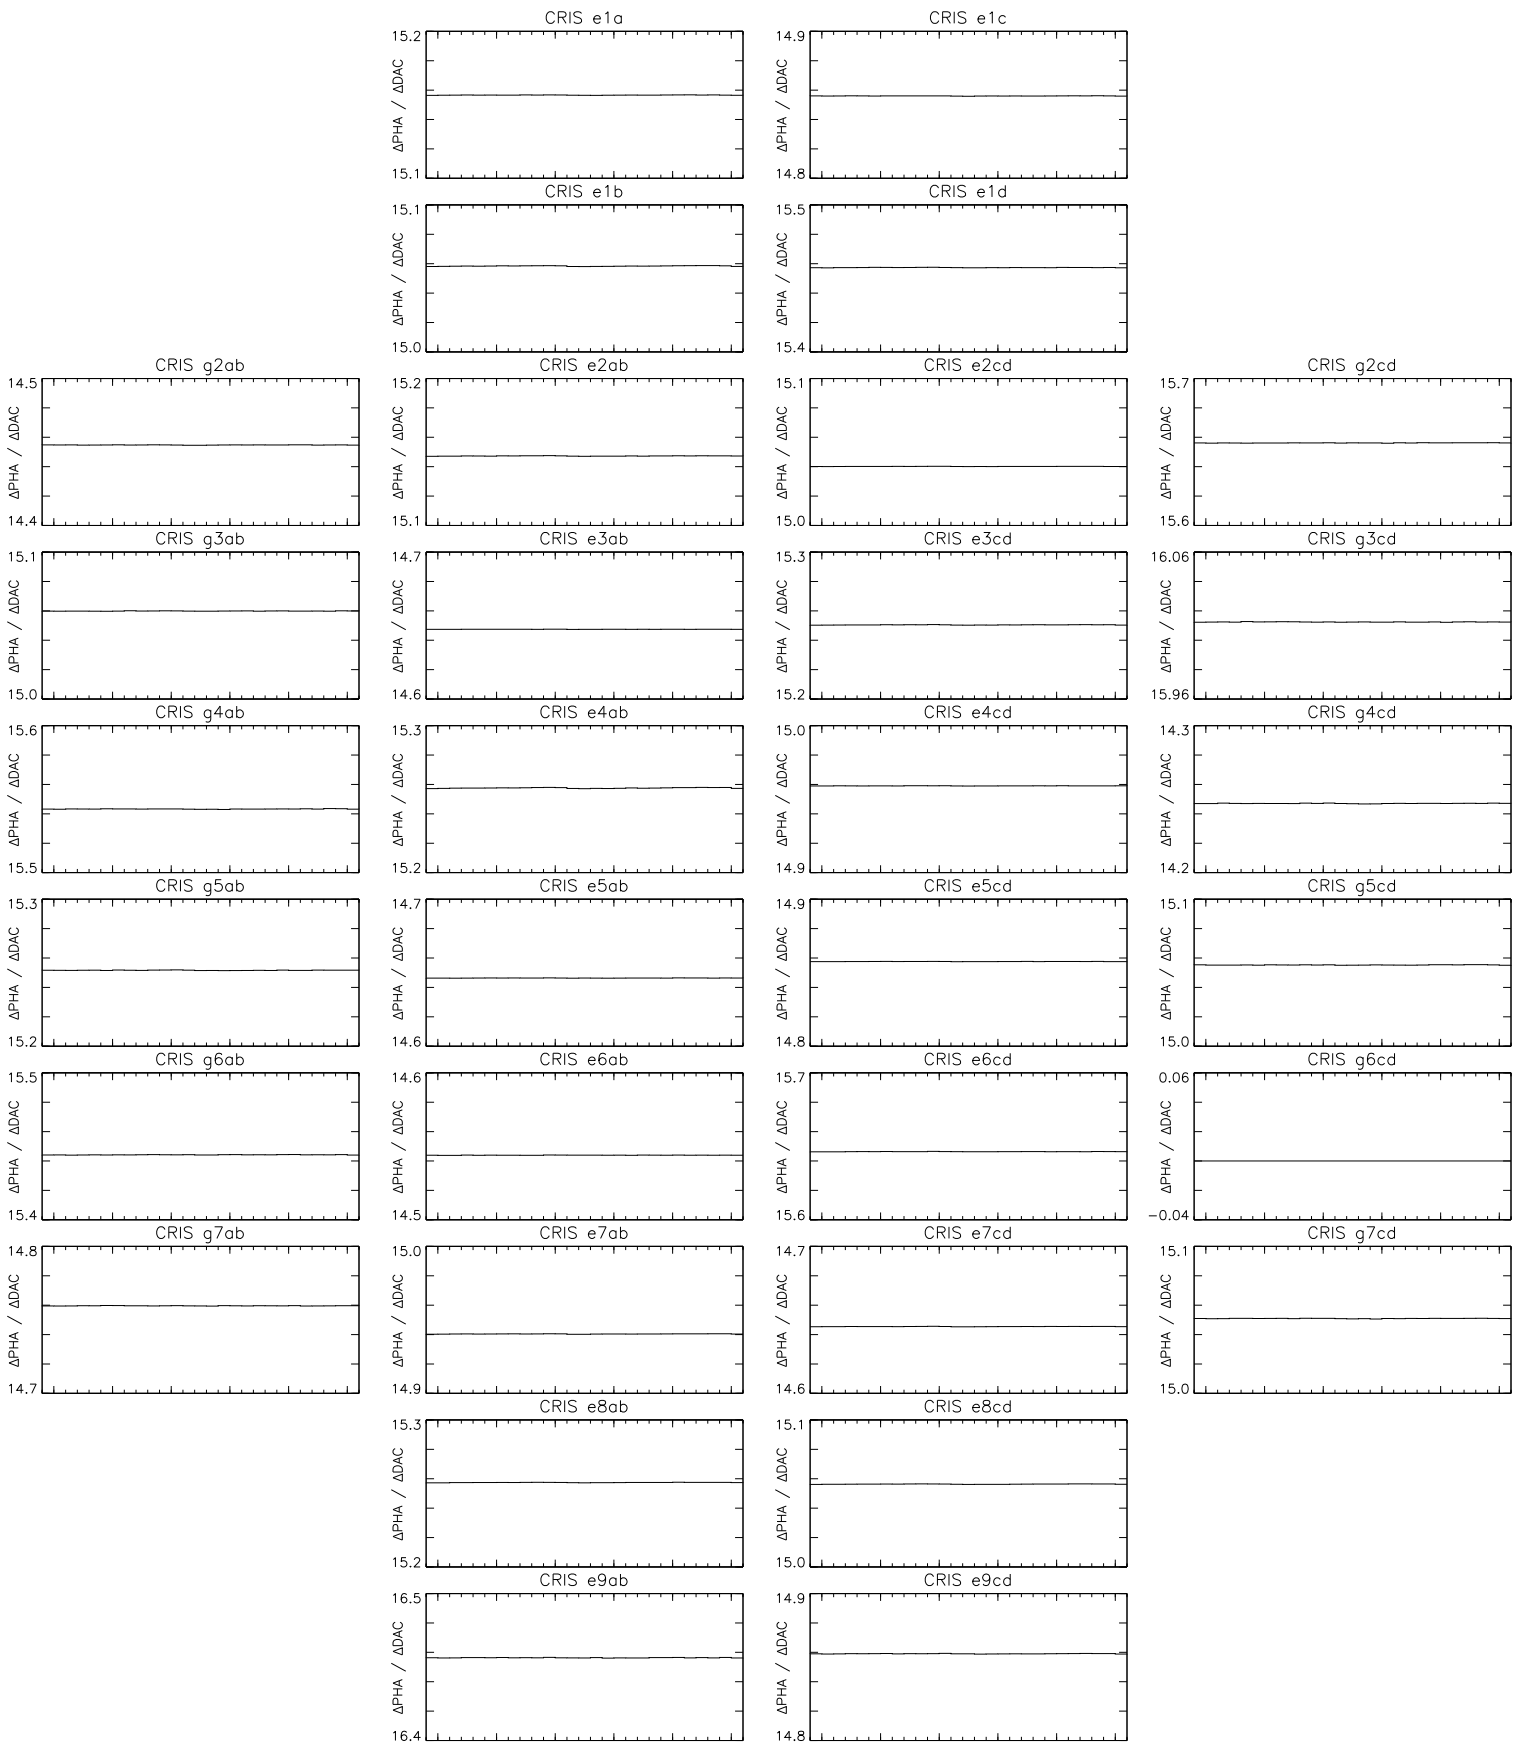 CRIS e1a CRIS e1c
15.2 14.9
ΔPHA / ΔDAC ΔPHA / ΔDAC
15.1 14.8
CRIS e1b CRIS e1d
15.1 15.5
ΔPHA / ΔDAC ΔPHA / ΔDAC
15.0 15.4
CRIS g2ab CRIS e2ab CRIS e2cd CRIS g2cd
14.5 15.2 15.1 15.7
ΔPHA / ΔDAC ΔPHA / ΔDAC ΔPHA / ΔDAC ΔPHA / ΔDAC
14.4 15.1 15.0 15.6
CRIS g3ab CRIS e3ab CRIS e3cd CRIS g3cd
15.1 14.7 15.3 16.06
ΔPHA / ΔDAC ΔPHA / ΔDAC ΔPHA / ΔDAC ΔPHA / ΔDAC
15.0 14.6 15.2 15.96
CRIS g4ab CRIS e4ab CRIS e4cd CRIS g4cd
15.6 15.3 15.0 14.3
ΔPHA / ΔDAC ΔPHA / ΔDAC ΔPHA / ΔDAC ΔPHA / ΔDAC
15.5 15.2 14.9 14.2
CRIS g5ab CRIS e5ab CRIS e5cd CRIS g5cd
15.3 14.7 14.9 15.1
ΔPHA / ΔDAC ΔPHA / ΔDAC ΔPHA / ΔDAC ΔPHA / ΔDAC
15.2 14.6 14.8 15.0
CRIS g6ab CRIS e6ab CRIS e6cd CRIS g6cd
15.5 14.6 15.7 0.06
ΔPHA / ΔDAC ΔPHA / ΔDAC ΔPHA / ΔDAC ΔPHA / ΔDAC
15.4 14.5 15.6 −0.04
CRIS g7ab CRIS e7ab CRIS e7cd CRIS g7cd
14.8 15.0 14.7 15.1
ΔPHA / ΔDAC ΔPHA / ΔDAC ΔPHA / ΔDAC ΔPHA / ΔDAC
14.7 14.9 14.6 15.0
CRIS e8ab CRIS e8cd
15.3 15.1
ΔPHA / ΔDAC ΔPHA / ΔDAC
15.2 15.0
CRIS e9ab CRIS e9cd
16.5 14.9
ΔPHA / ΔDAC ΔPHA / ΔDAC
16.4 14.8